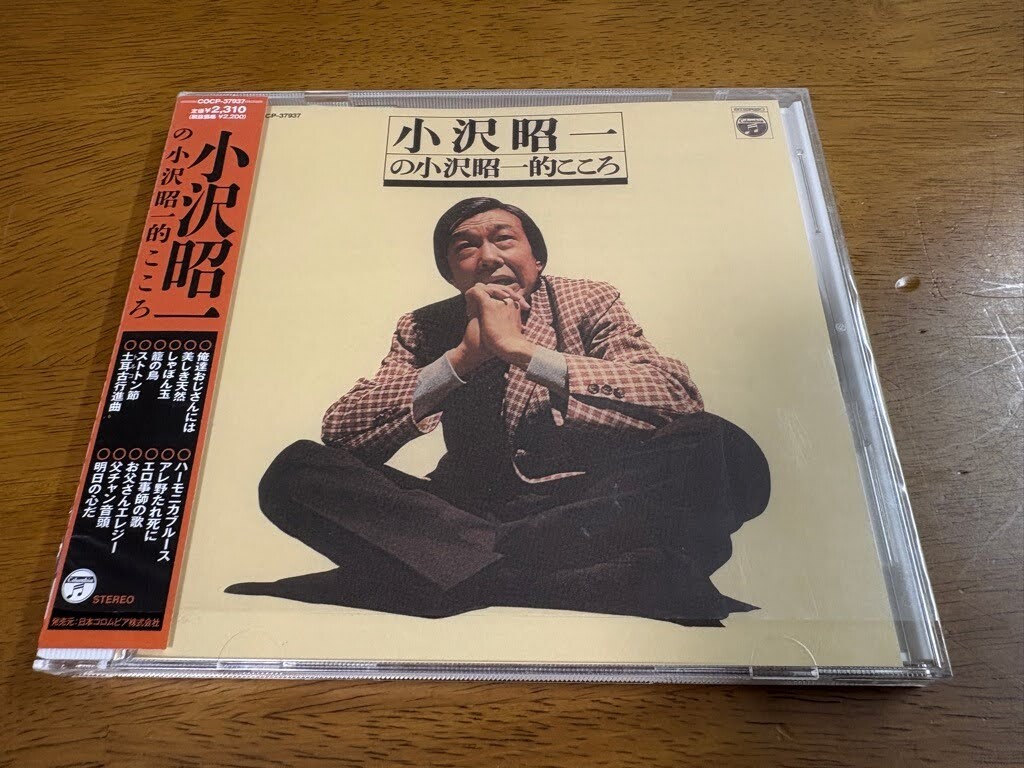 COCP-37937
定価￥2,310
(税抜価格 ￥2,200)
小沢昭一
の小沢昭一的こころ
○俺達おじさんには
○美しき天然
○しゃぼん玉
○籠の鳥
○ストトン節
○土耳古行進曲
○ハーモニカブルース
○アレ野たれ死に
○エロ事師の歌
○お父さんエレジー
○父チャン音頭
○明日の心だ
Columbia
STEREO
発売元:日本コロムビア株式会社
CP-37937
小沢昭一
の小沢昭一的こころ
Columbia